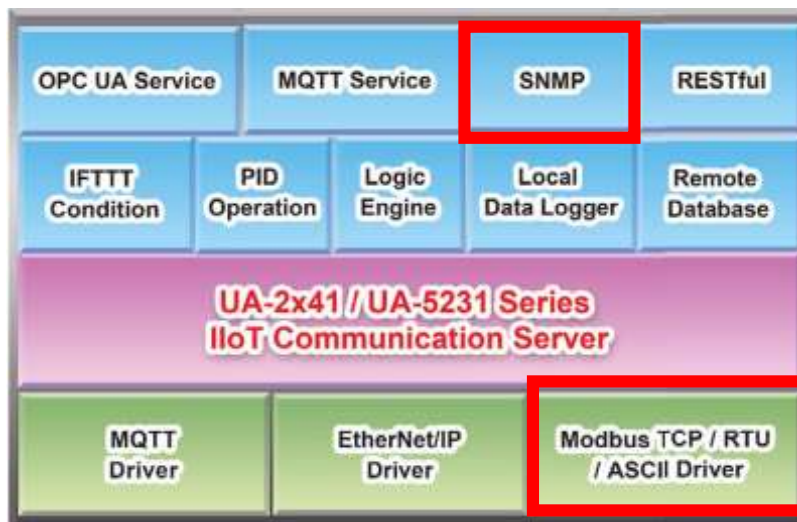 OPC UA Service
MQTT Service
SNMP
RESTful
IFTTT
Condition
PID
Operation
Logic
Engine
Local
Data Logger
Remote
Database
UA-2x41 / UA-5231 Series
IIoT Communication Server
MQTT
Driver
EtherNet/IP
Driver
Modbus TCP / RTU
/ ASCII Driver